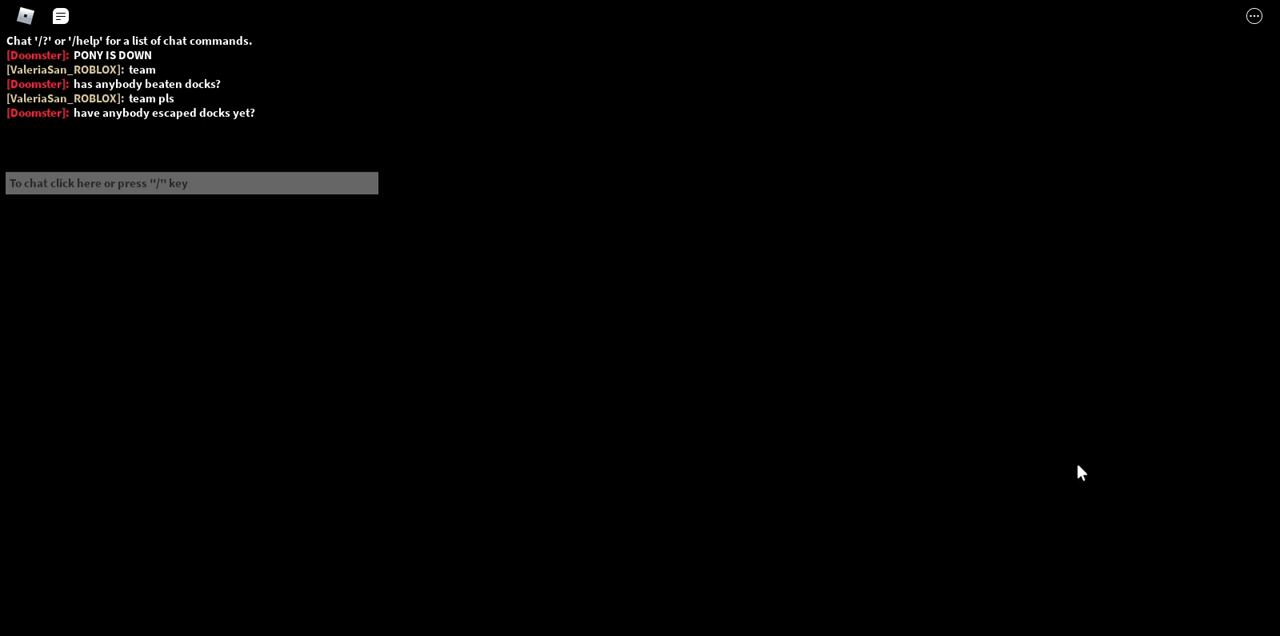 Chat '/?' or '/help' for a list of chat commands.
[Doomster]: PONY IS DOWN
[ValeriaSan_ROBLOX]: team
[Doomster]: has anybody beaten docks?
[ValeriaSan_ROBLOX]: team pls
[Doomster]: have anybody escaped docks yet?
To chat click here or press "/" key